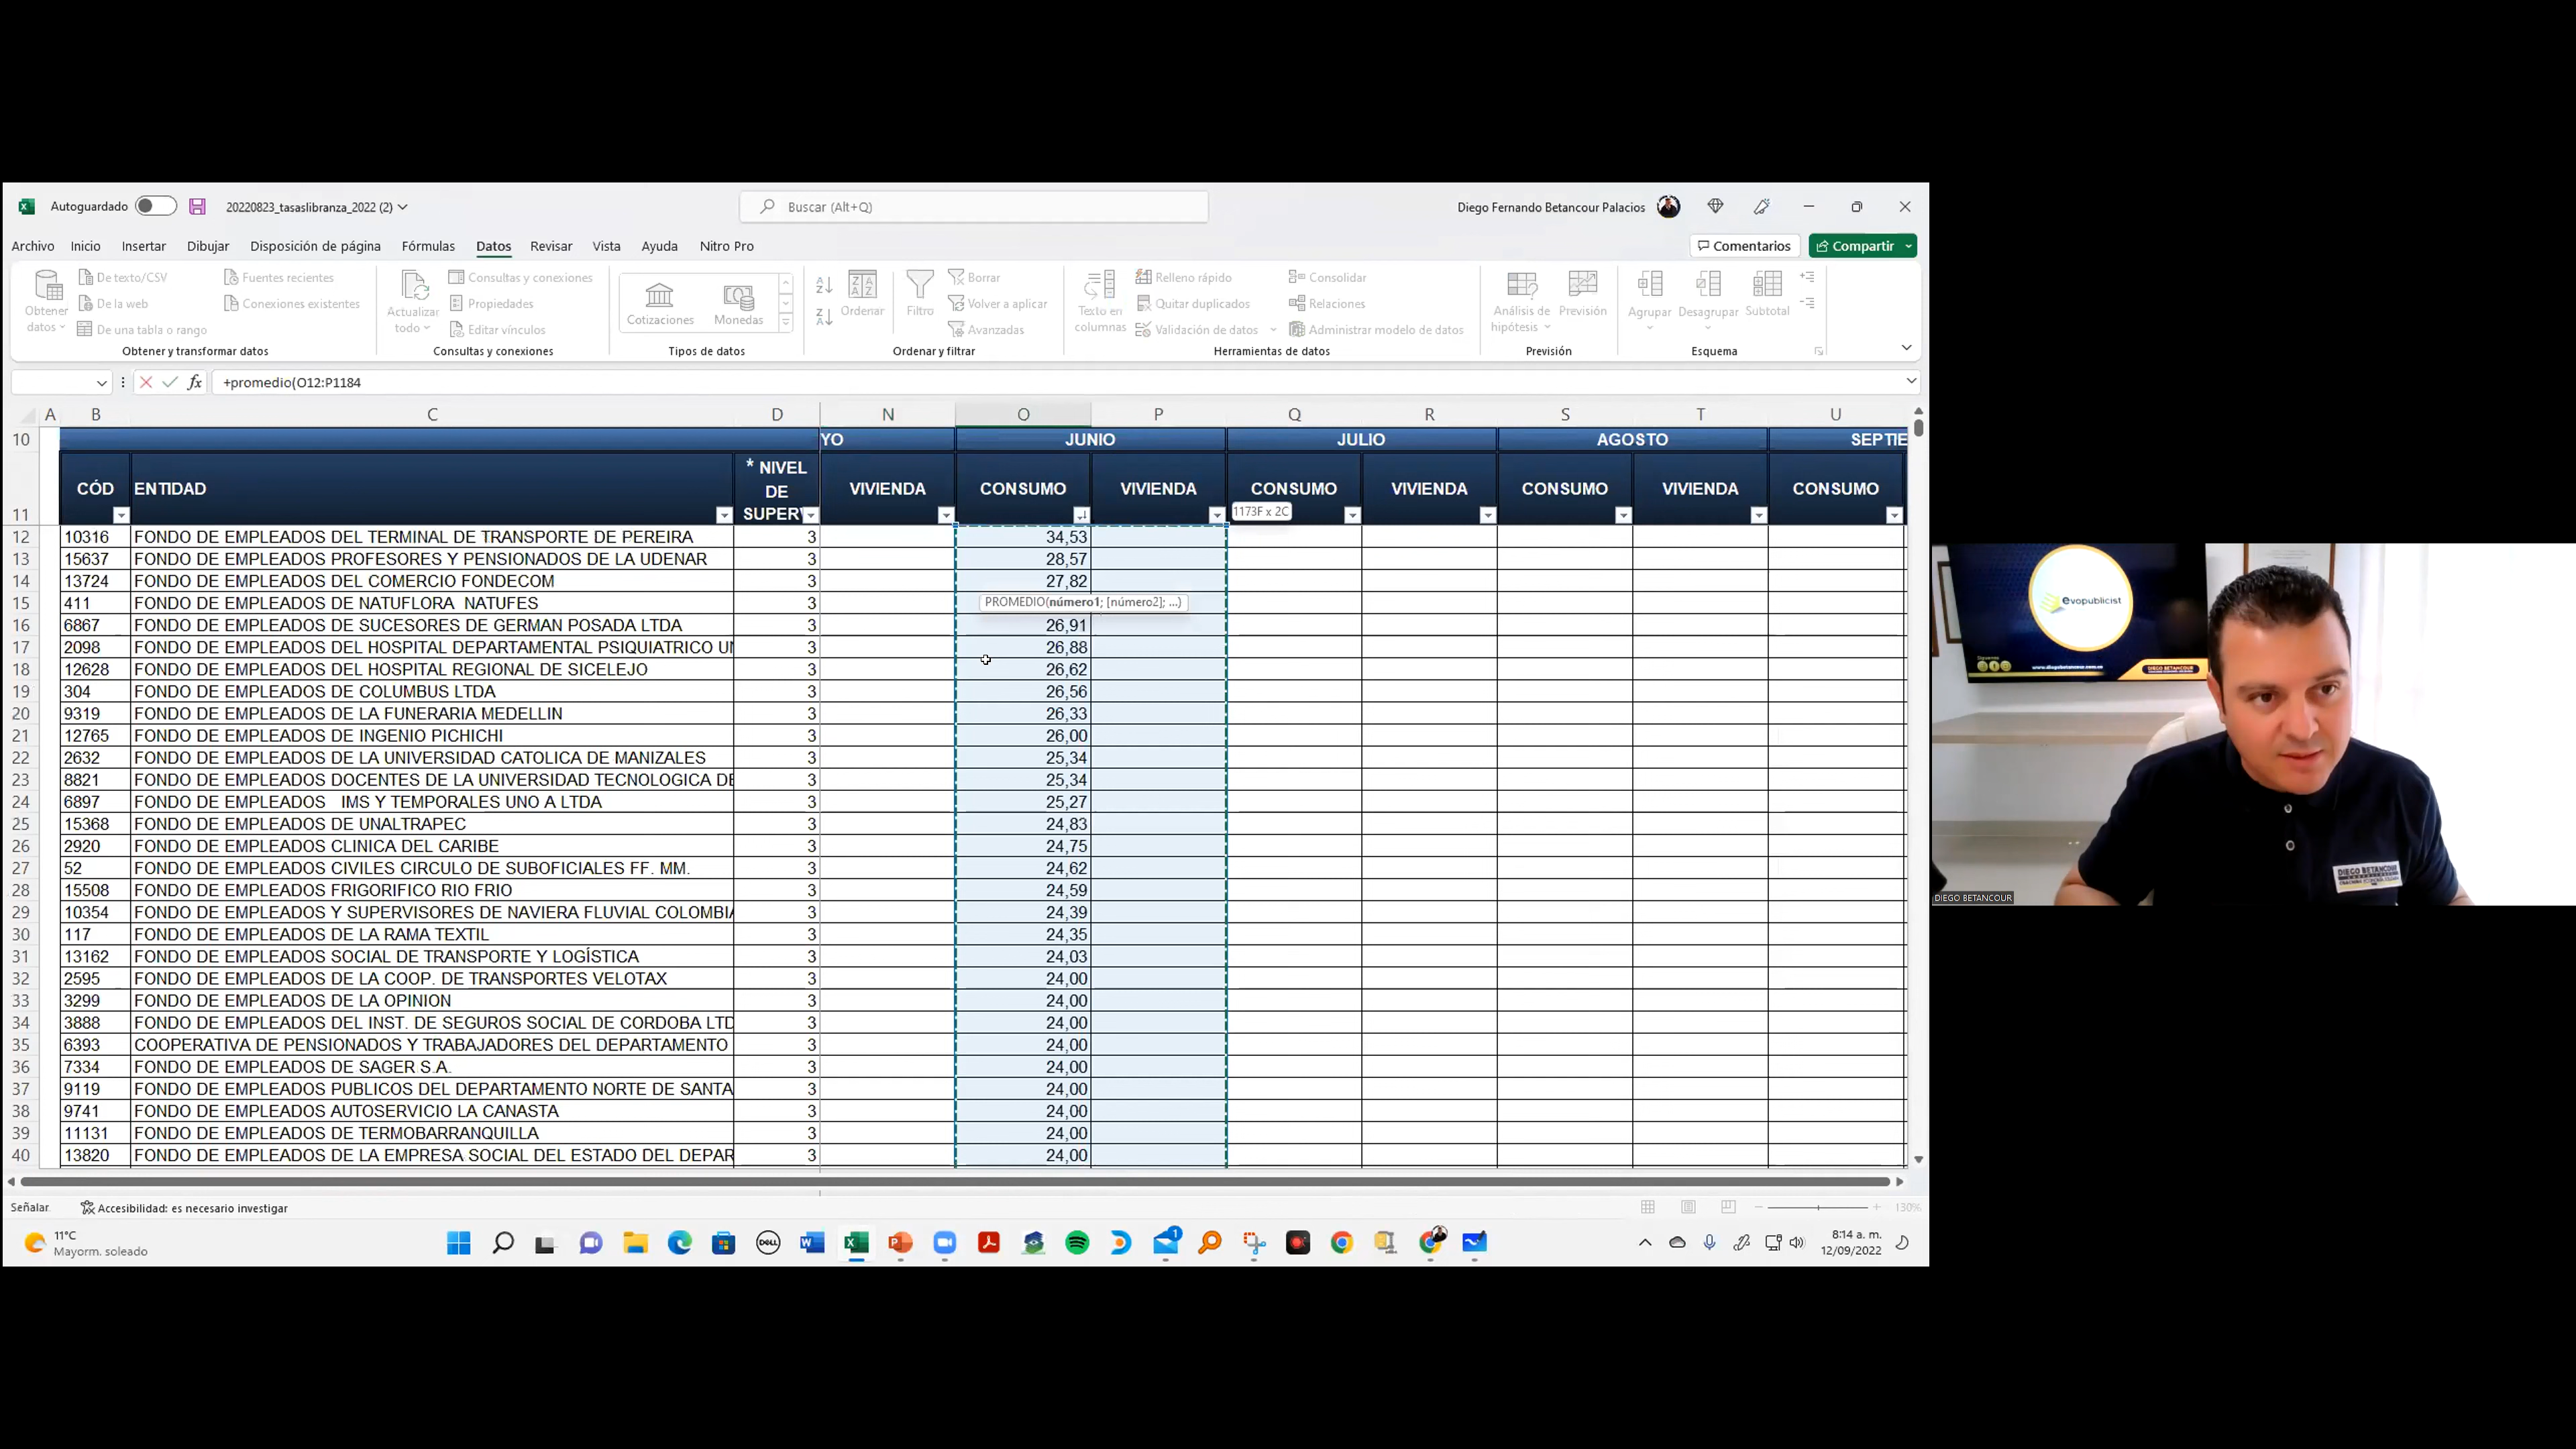 Autoguardado 20220823_tasaslibranza_2022 (2) Buscar (Alt+Q) Diego Fernando Betancour Palacios
Archivo Inicio Insertar Dibujar Disposición de página Fórmulas Datos Revisar Vista Ayuda Nitro Pro Comentarios Compartir
De texto/CSV Fuentes recientes Consultas y conexiones Borrar Relleno rápido Consolidar
De la web Conexiones existentes Propiedades Volver a aplicar Quitar duplicados Relaciones
De una tabla o rango Editar vínculos Avanzadas Validación de datos Administrar modelo de datos
Obtener datos Actualizar todo Cotizaciones Monedas Ordenar Filtro Texto en columnas Análisis de hipótesis Previsión Agrupar Desagrupar Subtotal
Obtener y transformar datos Consultas y conexiones Tipos de datos Ordenar y filtrar Herramientas de datos Previsión Esquema
fx +promedio(O12:P1184
A B C D N O P Q R S T U
10 YO JUNIO JULIO AGOSTO SEPTIE
11 CÓD ENTIDAD * NIVEL DE SUPERV VIVIENDA CONSUMO VIVIENDA CONSUMO VIVIENDA CONSUMO VIVIENDA CONSUMO
1173F x 2C
12 10316 FONDO DE EMPLEADOS DEL TERMINAL DE TRANSPORTE DE PEREIRA 3 34,53
13 15637 FONDO DE EMPLEADOS PROFESORES Y PENSIONADOS DE LA UDENAR 3 28,57
14 13724 FONDO DE EMPLEADOS DEL COMERCIO FONDECOM 3 27,82
15 411 FONDO DE EMPLEADOS DE NATUFLORA NATUFES 3
PROMEDIO(número1; [número2]; ...)
16 6867 FONDO DE EMPLEADOS DE SUCESORES DE GERMAN POSADA LTDA 3 26,91
17 2098 FONDO DE EMPLEADOS DEL HOSPITAL DEPARTAMENTAL PSIQUIATRICO UN 3 26,88
18 12628 FONDO DE EMPLEADOS DEL HOSPITAL REGIONAL DE SICELEJO 3 26,62
19 304 FONDO DE EMPLEADOS DE COLUMBUS LTDA 3 26,56
20 9319 FONDO DE EMPLEADOS DE LA FUNERARIA MEDELLIN 3 26,33
21 12765 FONDO DE EMPLEADOS DE INGENIO PICHICHI 3 26,00
22 2632 FONDO DE EMPLEADOS DE LA UNIVERSIDAD CATOLICA DE MANIZALES 3 25,34
23 8821 FONDO DE EMPLEADOS DOCENTES DE LA UNIVERSIDAD TECNOLOGICA DE 3 25,34
24 6897 FONDO DE EMPLEADOS IMS Y TEMPORALES UNO A LTDA 3 25,27
25 15368 FONDO DE EMPLEADOS DE UNALTRAPEC 3 24,83
26 2920 FONDO DE EMPLEADOS CLINICA DEL CARIBE 3 24,75
27 52 FONDO DE EMPLEADOS CIVILES CIRCULO DE SUBOFICIALES FF. MM. 3 24,62
28 15508 FONDO DE EMPLEADOS FRIGORIFICO RIO FRIO 3 24,59
29 10354 FONDO DE EMPLEADOS Y SUPERVISORES DE NAVIERA FLUVIAL COLOMBIA 3 24,39
30 117 FONDO DE EMPLEADOS DE LA RAMA TEXTIL 3 24,35
31 13162 FONDO DE EMPLEADOS SOCIAL DE TRANSPORTE Y LOGÍSTICA 3 24,03
32 2595 FONDO DE EMPLEADOS DE LA COOP. DE TRANSPORTES VELOTAX 3 24,00
33 3299 FONDO DE EMPLEADOS DE LA OPINION 3 24,00
34 3888 FONDO DE EMPLEADOS DEL INST. DE SEGUROS SOCIAL DE CORDOBA LTD 3 24,00
35 6393 COOPERATIVA DE PENSIONADOS Y TRABAJADORES DEL DEPARTAMENTO 3 24,00
36 7334 FONDO DE EMPLEADOS DE SAGER S.A. 3 24,00
37 9119 FONDO DE EMPLEADOS PUBLICOS DEL DEPARTAMENTO NORTE DE SANTA 3 24,00
38 9741 FONDO DE EMPLEADOS AUTOSERVICIO LA CANASTA 3 24,00
39 11131 FONDO DE EMPLEADOS DE TERMOBARRANQUILLA 3 24,00
40 13820 FONDO DE EMPLEADOS DE LA EMPRESA SOCIAL DEL ESTADO DEL DEPAR 3 24,00
Señalar Accesibilidad: es necesario investigar 130%
11°C
Mayorm. soleado
DELL
1
8:14 a. m.
12/09/2022
evopublicist
www.diegobetancour.com.co
DIEGO BETANCOUR
DIEGO BETANCOUR
DIEGO BETANCOUR